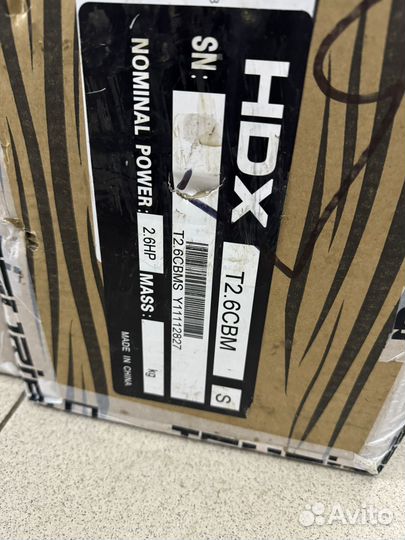 HDX T2.6CBM S
SN:
T2.6CBMS Y11112827
NOMINAL POWER: 2.6HP MASS: kg
MADE IN CHINA
Avito